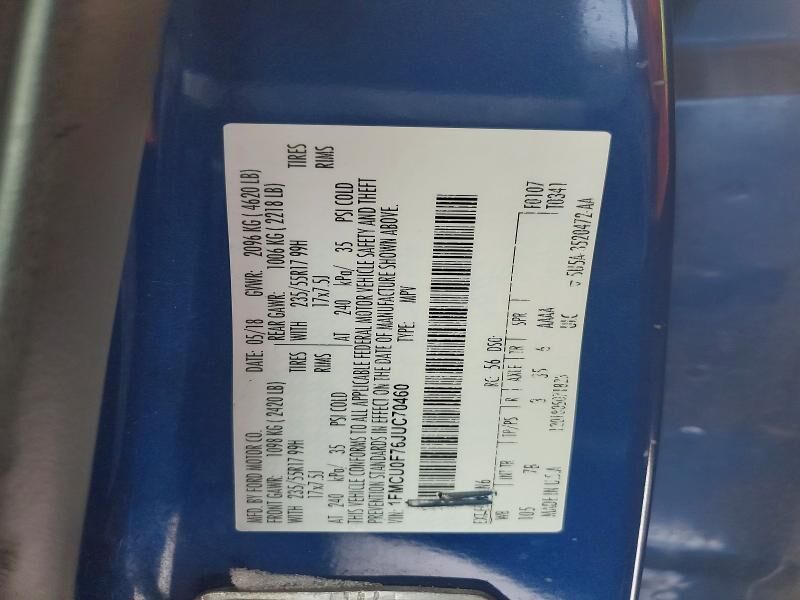 MFD. BY FORD MOTOR CO. DATE: 05/18 GVWR: 2096 KG (4620 LB)
FRONT GAWR: 1098 KG (2420 LB) REAR GAWR: 1006 KG (2218 LB)
WITH 235/55R17 99H TIRES WITH 235/55R17 99H TIRES
17x7.5J RIMS 17x7.5J RIMS
AT 240 kPa/ 35 PSI COLD AT 240 kPa/ 35 PSI COLD
THIS VEHICLE CONFORMS TO ALL APPLICABLE FEDERAL MOTOR VEHICLE SAFETY AND THEFT
PREVENTION STANDARDS IN EFFECT ON THE DATE OF MANUFACTURE SHOWN ABOVE.
VIN: 1FMCU0F76JUC70460 TYPE: MPV
RC: 56 DSO: F0107
WB INT TR TP/PS R AXLE TR SPR T0341
105 7B 3 35 6 AAAA
MADE IN U.S.A. 5U5A-3520472-AA